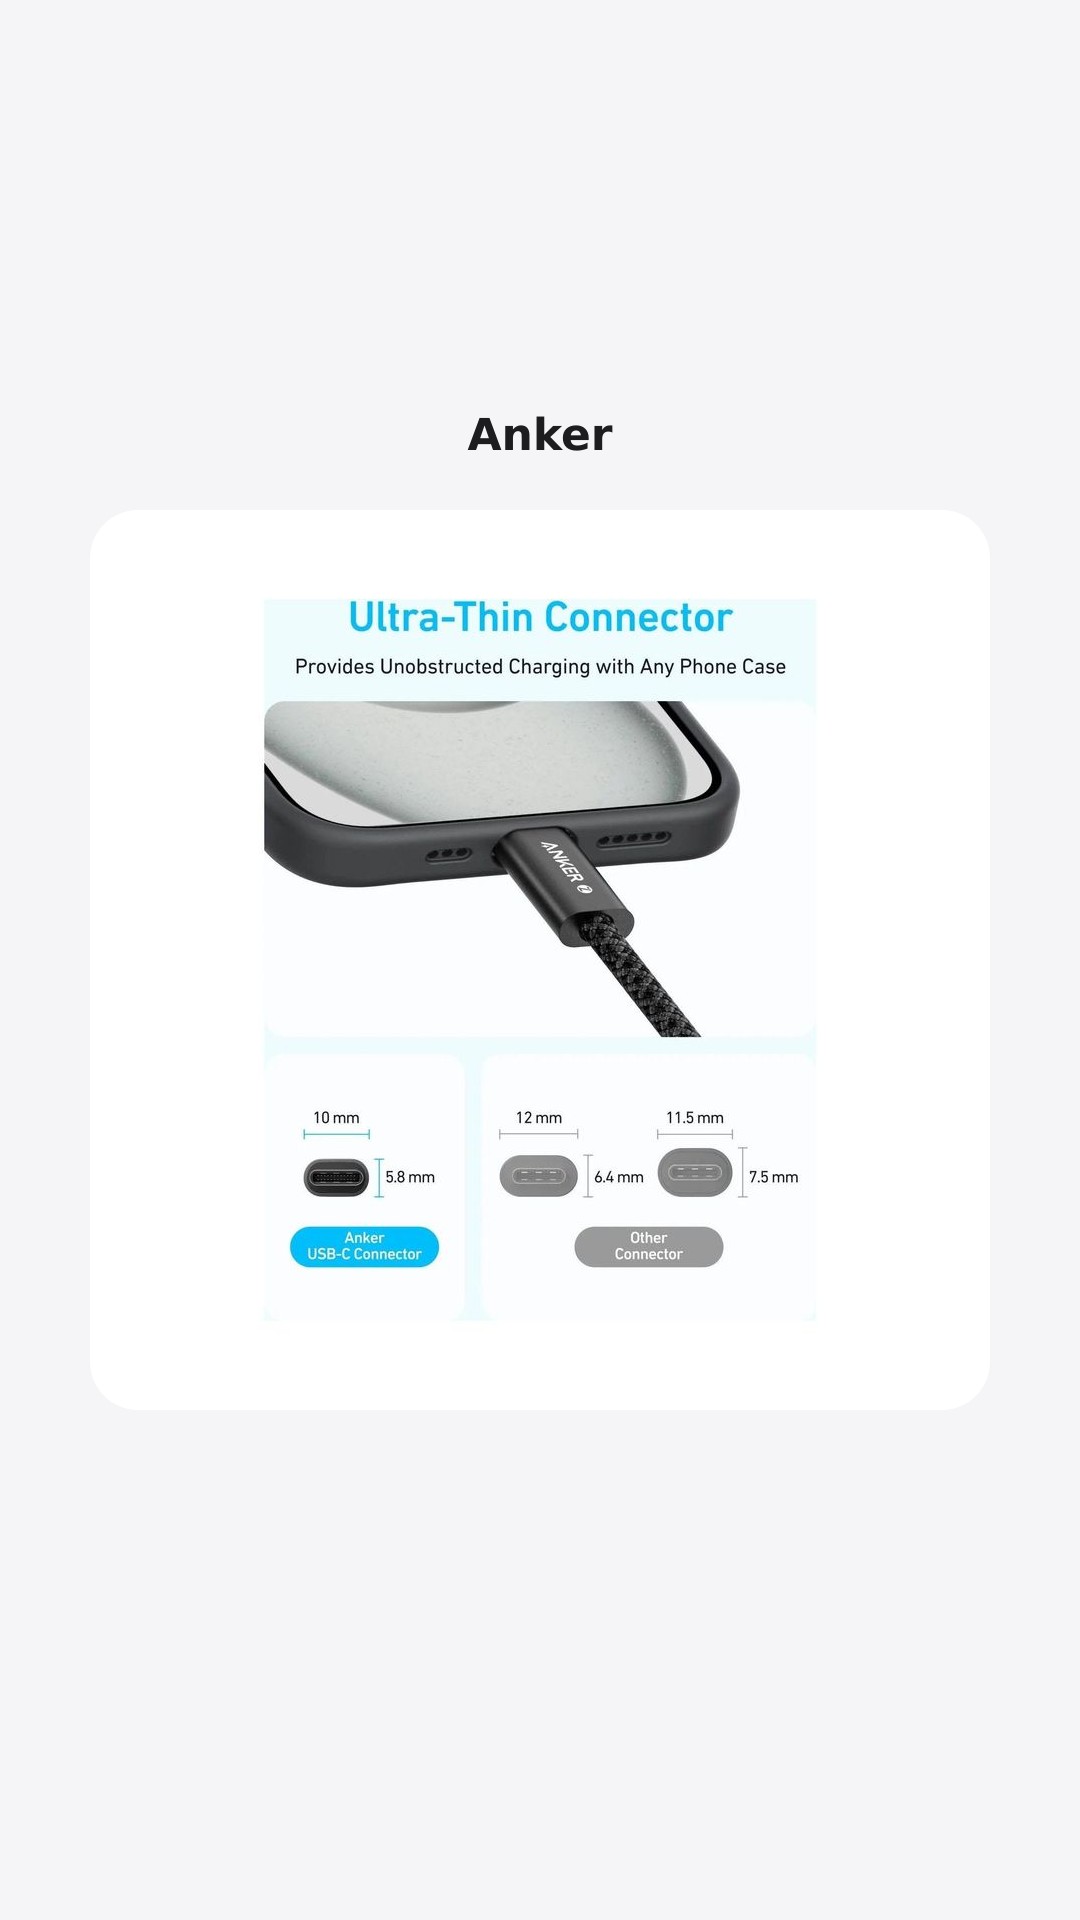 Anker
Ultra-Thin Connector
Provides Unobstructed Charging with Any Phone Case
ANKER
10 mm
5.8 mm
Anker
USB-C Connector
12 mm
6.4 mm
11.5 mm
7.5 mm
Other
Connector